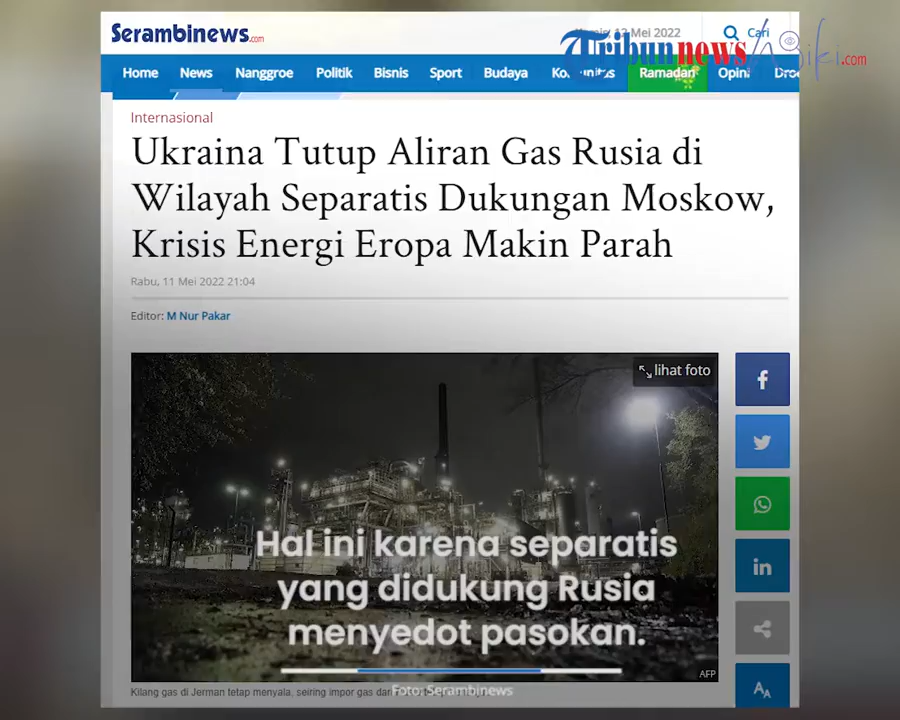 Serambinews.com
Mei 2022
Cari
Tribunnews
.com
Home News Nanggroe Politik Bisnis Sport Budaya Ramadan Opini
Internasional
Ukraina Tutup Aliran Gas Rusia di
Wilayah Separatis Dukungan Moskow,
Krisis Energi Eropa Makin Parah
Rabu, 11 Mei 2022 21:04
Editor: M Nur Pakar
lihat foto
Hal ini karena separatis
yang didukung Rusia
menyedot pasokan.
AFP
Kilang gas di Jerman tetap menyala, seiring impor gas
Foto: Serambinews
AA